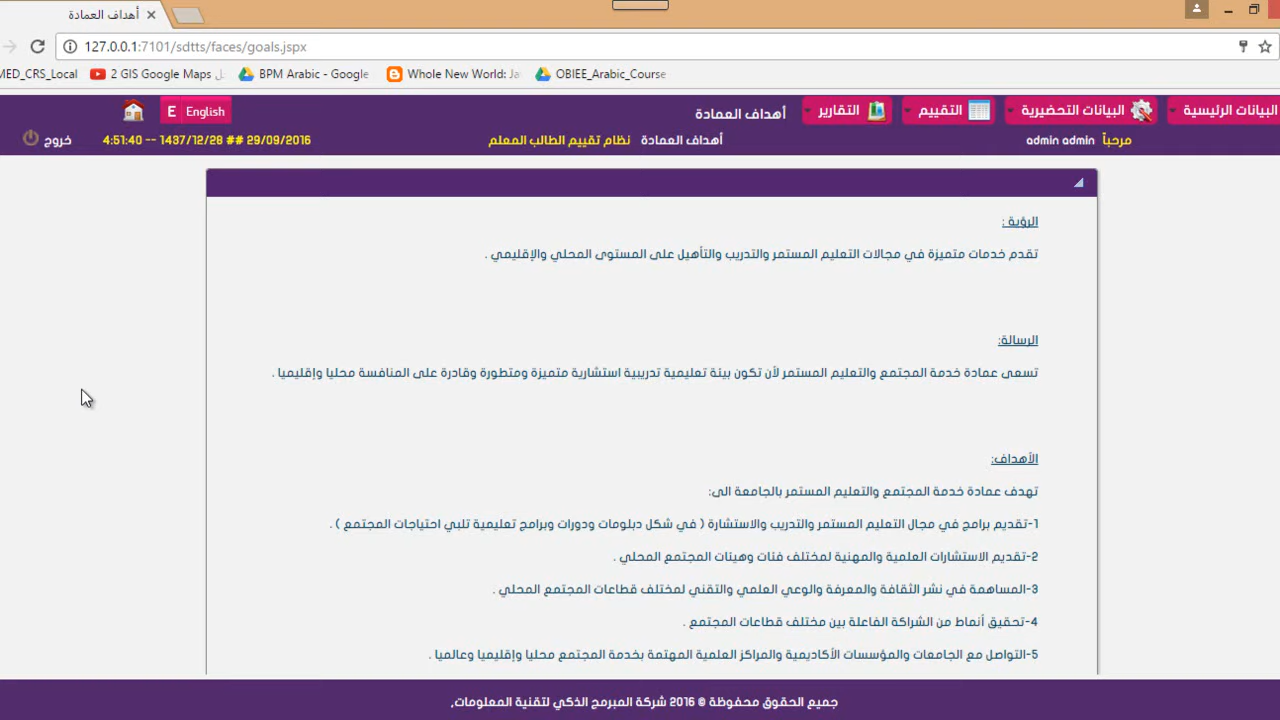 أهداف العمادة
127.0.0.1:7101/sdtts/faces/goals.jspx
MED_CRS_Local
2 GIS Google Maps
BPM Arabic - Google
Whole New World: Ja
OBIEE_Arabic_Course
البيانات الرئيسية
البيانات التحضيرية
التقييم
التقارير
أهداف العمادة
E English
مرحباً admin admin
أهداف العمادة
نظام تقييم الطالب المعلم
4:51:40 -- 1437/12/28 ## 29/09/2016
خروج
الرؤية :
تقدم خدمات متميزة في مجالات التعليم المستمر والتدريب والتأهيل على المستوى المحلي والإقليمي .
الرسالة:
تسعى عمادة خدمة المجتمع والتعليم المستمر لأن تكون بيئة تعليمية تدريبية استشارية متميزة ومتطورة وقادرة على المنافسة محليا وإقليميا .
الأهداف:
تهدف عمادة خدمة المجتمع والتعليم المستمر بالجامعة الى:
1-تقديم برامج في مجال التعليم المستمر والتدريب والاستشارة ( في شكل دبلومات ودورات وبرامج تعليمية تلبي احتياجات المجتمع ) .
2-تقديم الاستشارات العلمية والمهنية لمختلف فئات وهيئات المجتمع المحلي .
3-المساهمة في نشر الثقافة والمعرفة والوعي العلمي والتقني لمختلف قطاعات المجتمع المحلي .
4-تحقيق أنماط من الشراكة الفاعلة بين مختلف قطاعات المجتمع .
5-التواصل مع الجامعات والمؤسسات الأكاديمية والمراكز العلمية المهتمة بخدمة المجتمع محليا وإقليميا وعالميا .
جميع الحقوق محفوظة © 2016 شركة المبرمج الذكي لتقنية المعلومات,